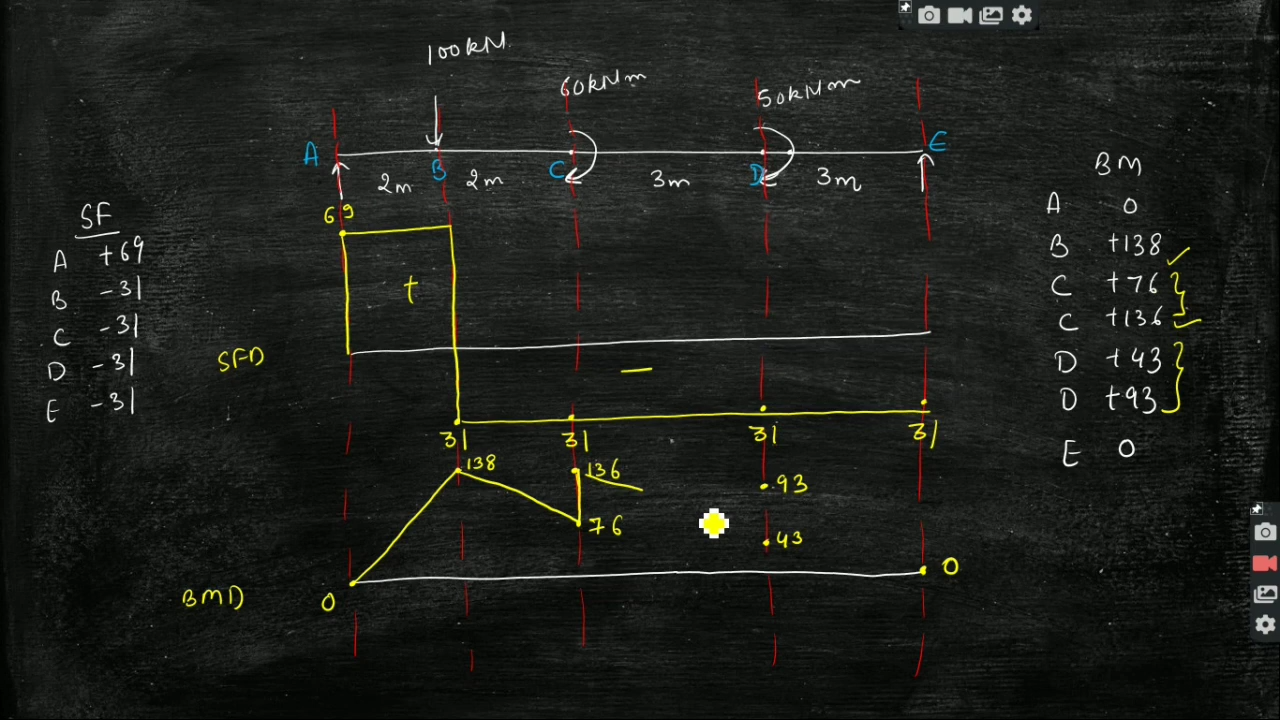 100kN
60kNm
50kNm
A
B
C
D
E
2m
2m
3m
3m
SF
A +69
B -31
C -31
D -31
E -31
BM
A 0
B +138
C +76
C +136
D +43
D +93
E 0
69
+
SFD
-
31
31
31
31
138
136
93
76
43
BMD
0
0